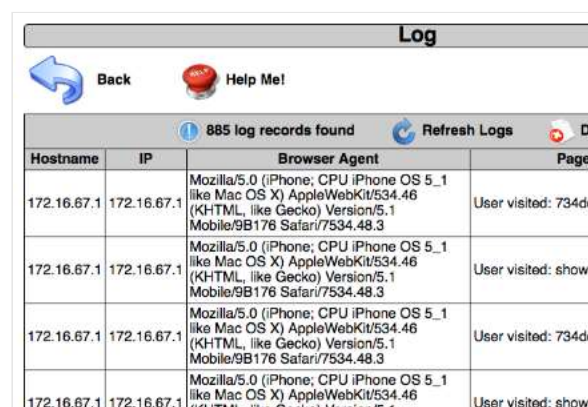 Log
Back
HELP
Help Me!
885 log records found
Refresh Logs
Hostname IP Browser Agent Page
172.16.67.1 172.16.67.1 Mozilla/5.0 (iPhone; CPU iPhone OS 5_1
like Mac OS X) AppleWebKit/534.46
(KHTML, like Gecko) Version/5.1
Mobile/9B176 Safari/7534.48.3
User visited: 734d
172.16.67.1 172.16.67.1 Mozilla/5.0 (iPhone; CPU iPhone OS 5_1
like Mac OS X) AppleWebKit/534.46
(KHTML, like Gecko) Version/5.1
Mobile/9B176 Safari/7534.48.3
User visited: show
172.16.67.1 172.16.67.1 Mozilla/5.0 (iPhone; CPU iPhone OS 5_1
like Mac OS X) AppleWebKit/534.46
(KHTML, like Gecko) Version/5.1
Mobile/9B176 Safari/7534.48.3
User visited: 734d
172.16.67.1 172.16.67.1 Mozilla/5.0 (iPhone; CPU iPhone OS 5_1
like Mac OS X) AppleWebKit/534.46
(KHTML, like Gecko) Version/5.1
User visited: show